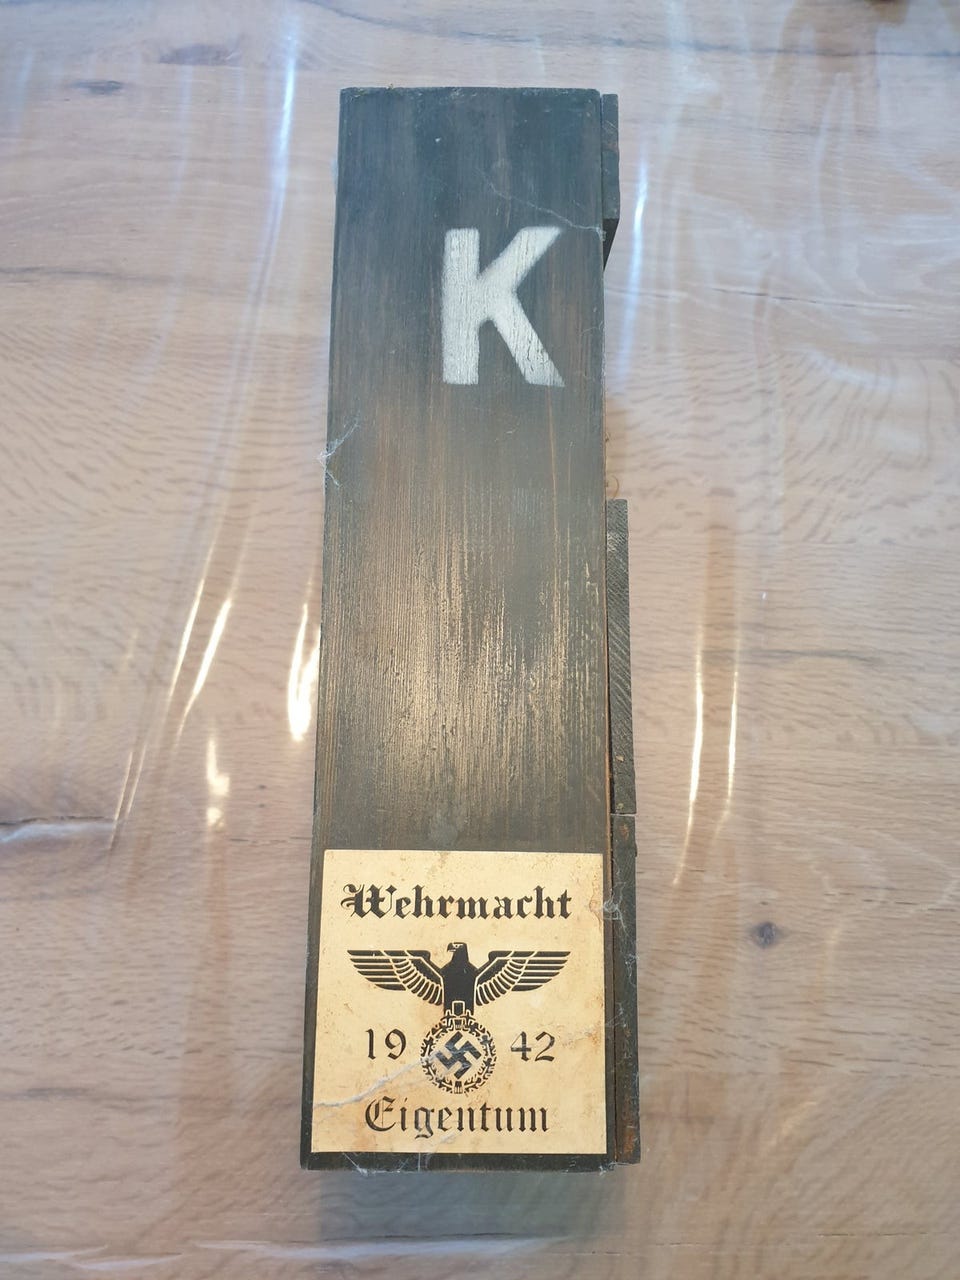 K
Wehrmacht
19 42
Eigentum